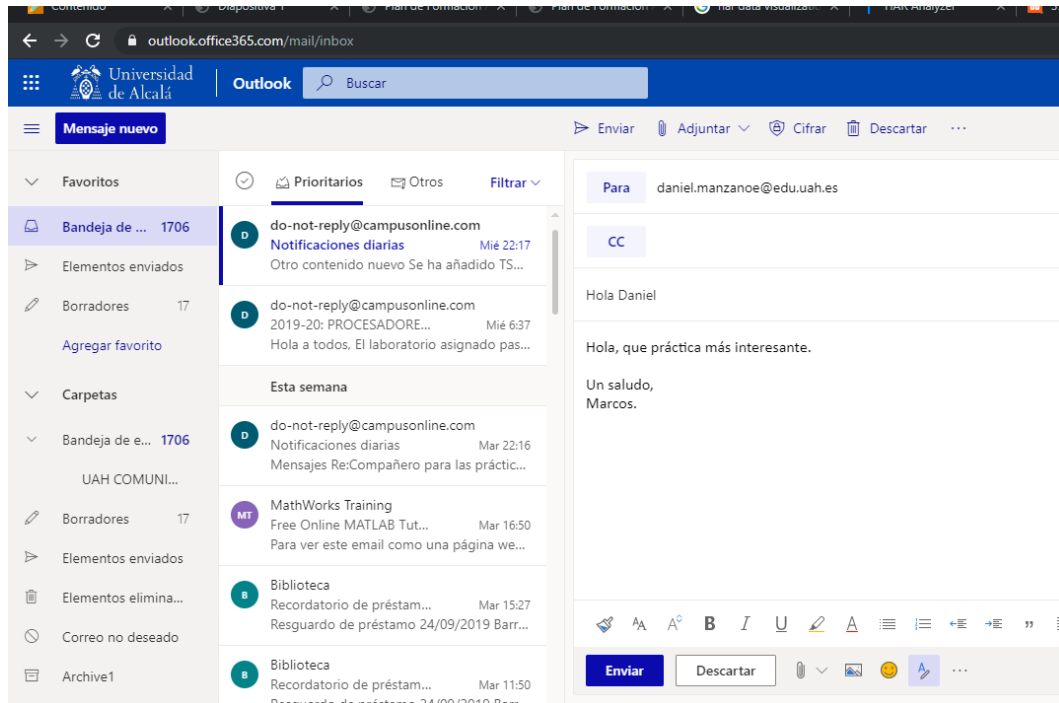 Contenido
Diapositiva 1
Plan de Formación
Plan de Formación
har data visualizatio
HAR Analyzer
outlook.office365.com/mail/inbox
Universidad
de Alcalá
Outlook
Buscar
Mensaje nuevo
Enviar
Adjuntar
Cifrar
Descartar
...
Favoritos
Bandeja de ... 1706
Elementos enviados
Borradores 17
Agregar favorito
Carpetas
Bandeja de e... 1706
UAH COMUNI...
Borradores 17
Elementos enviados
Elementos elimina...
Correo no deseado
Archive1
Prioritarios
Otros
Filtrar
D
do-not-reply@campusonline.com
Notificaciones diarias Mié 22:17
Otro contenido nuevo Se ha añadido TS...
D
do-not-reply@campusonline.com
2019-20: PROCESADORE... Mié 6:37
Hola a todos, El laboratorio asignado pas...
Esta semana
D
do-not-reply@campusonline.com
Notificaciones diarias Mar 22:16
Mensajes Re:Compañero para las práctic...
MT
MathWorks Training
Free Online MATLAB Tut... Mar 16:50
Para ver este email como una página we...
B
Biblioteca
Recordatorio de préstam... Mar 15:27
Resguardo de préstamo 24/09/2019 Barr...
B
Biblioteca
Recordatorio de préstam... Mar 11:50
Resguardo de préstamo 24/09/2019 Barr...
Para daniel.manzanoe@edu.uah.es
CC
Hola Daniel
Hola, que práctica más interesante.
Un saludo,
Marcos.
B I U A
Enviar
Descartar
...